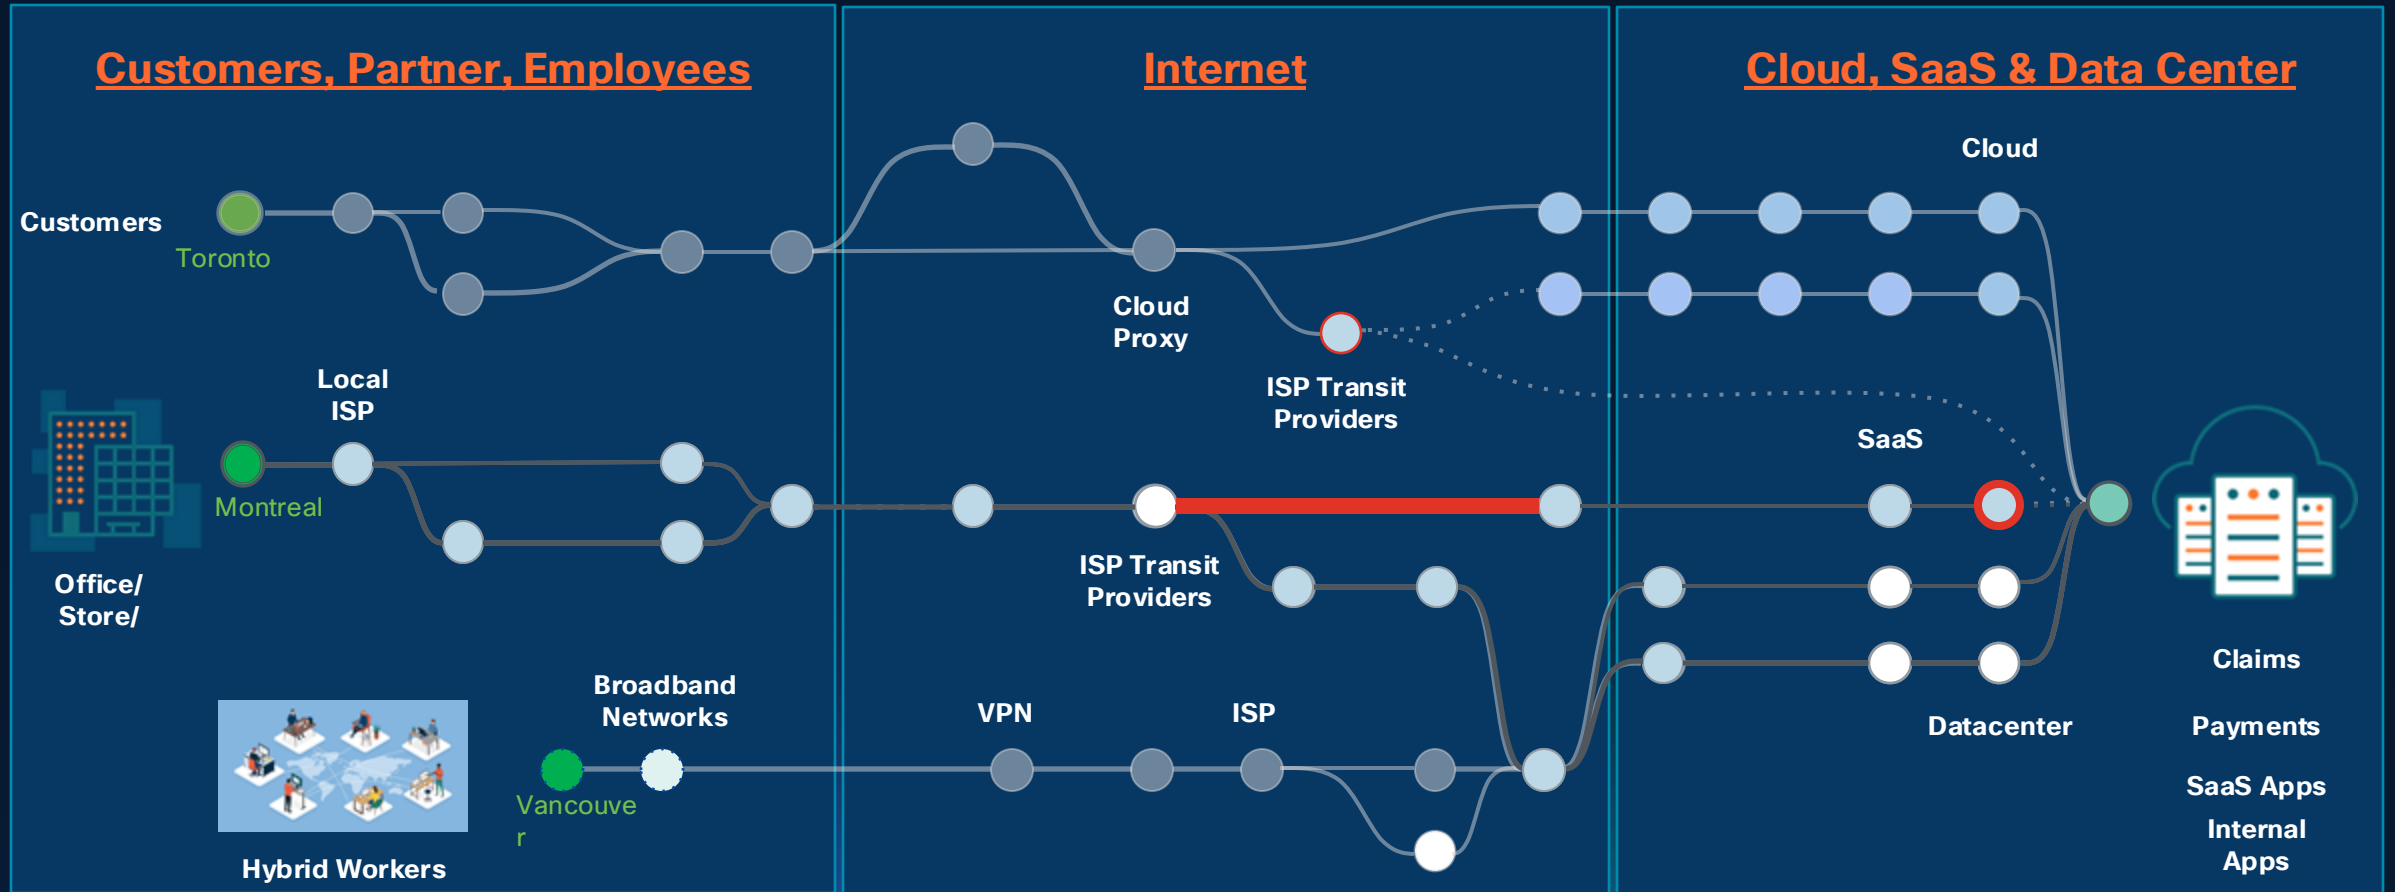 Customers, Partner, Employees
Internet
Cloud, SaaS & Data Center
Cloud
Customers
Toronto
Cloud
Proxy
Local
ISP
ISP Transit
Providers
SaaS
Montreal
ISP Transit
Providers
Office/
Store/
Broadband
Networks
VPN
ISP
Datacenter
Claims
Payments
SaaS Apps
Internal
Apps
Vancouve
r
Hybrid Workers